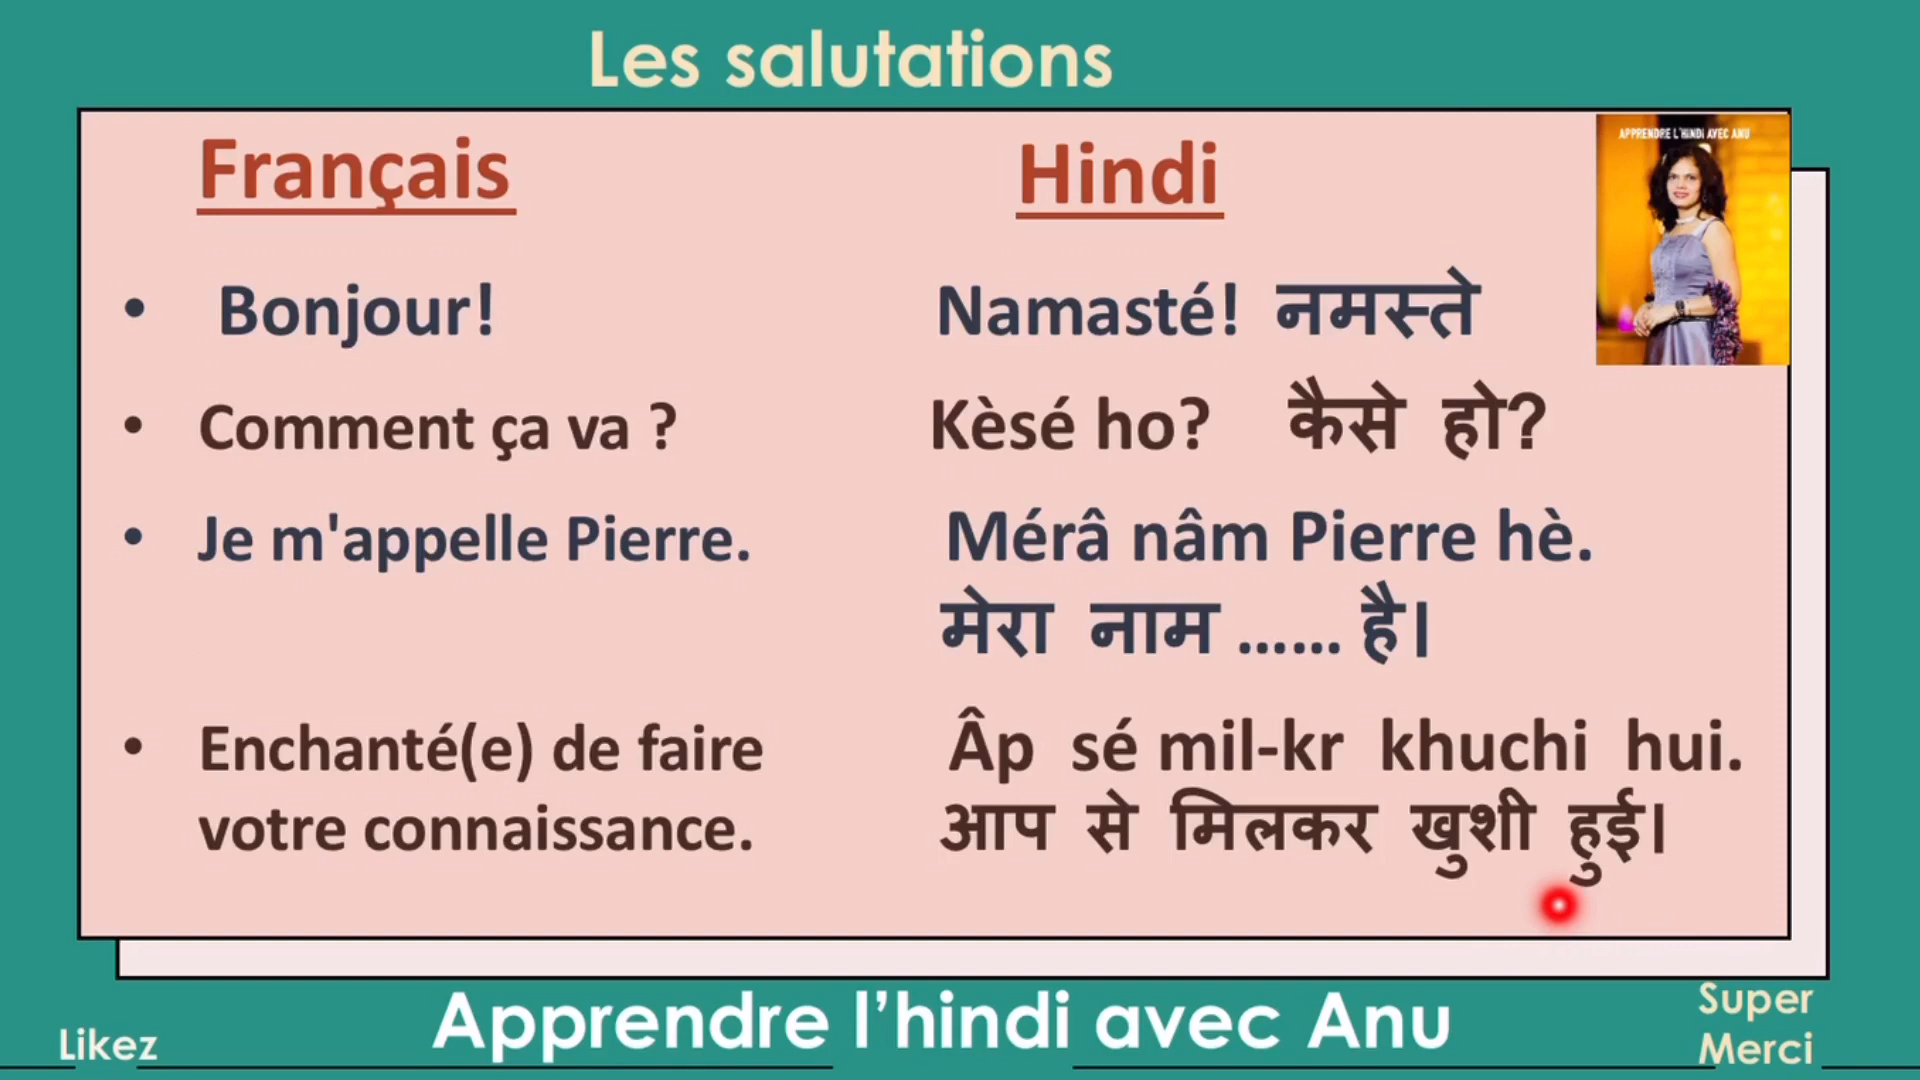 Les salutations
Français
Hindi
APPRENDRE L'HINDI AVEC ANU
• Bonjour!
Namasté! नमस्ते
• Comment ça va ?
Kèsé ho? कैसे हो?
• Je m'appelle Pierre.
Mérâ nâm Pierre hè.
मेरा नाम ...... है।
• Enchanté(e) de faire
votre connaissance.
Âp sé mil-kr khuchi hui.
आप से मिलकर खुशी हुई।
Likez
Apprendre l’hindi avec Anu
Super
Merci